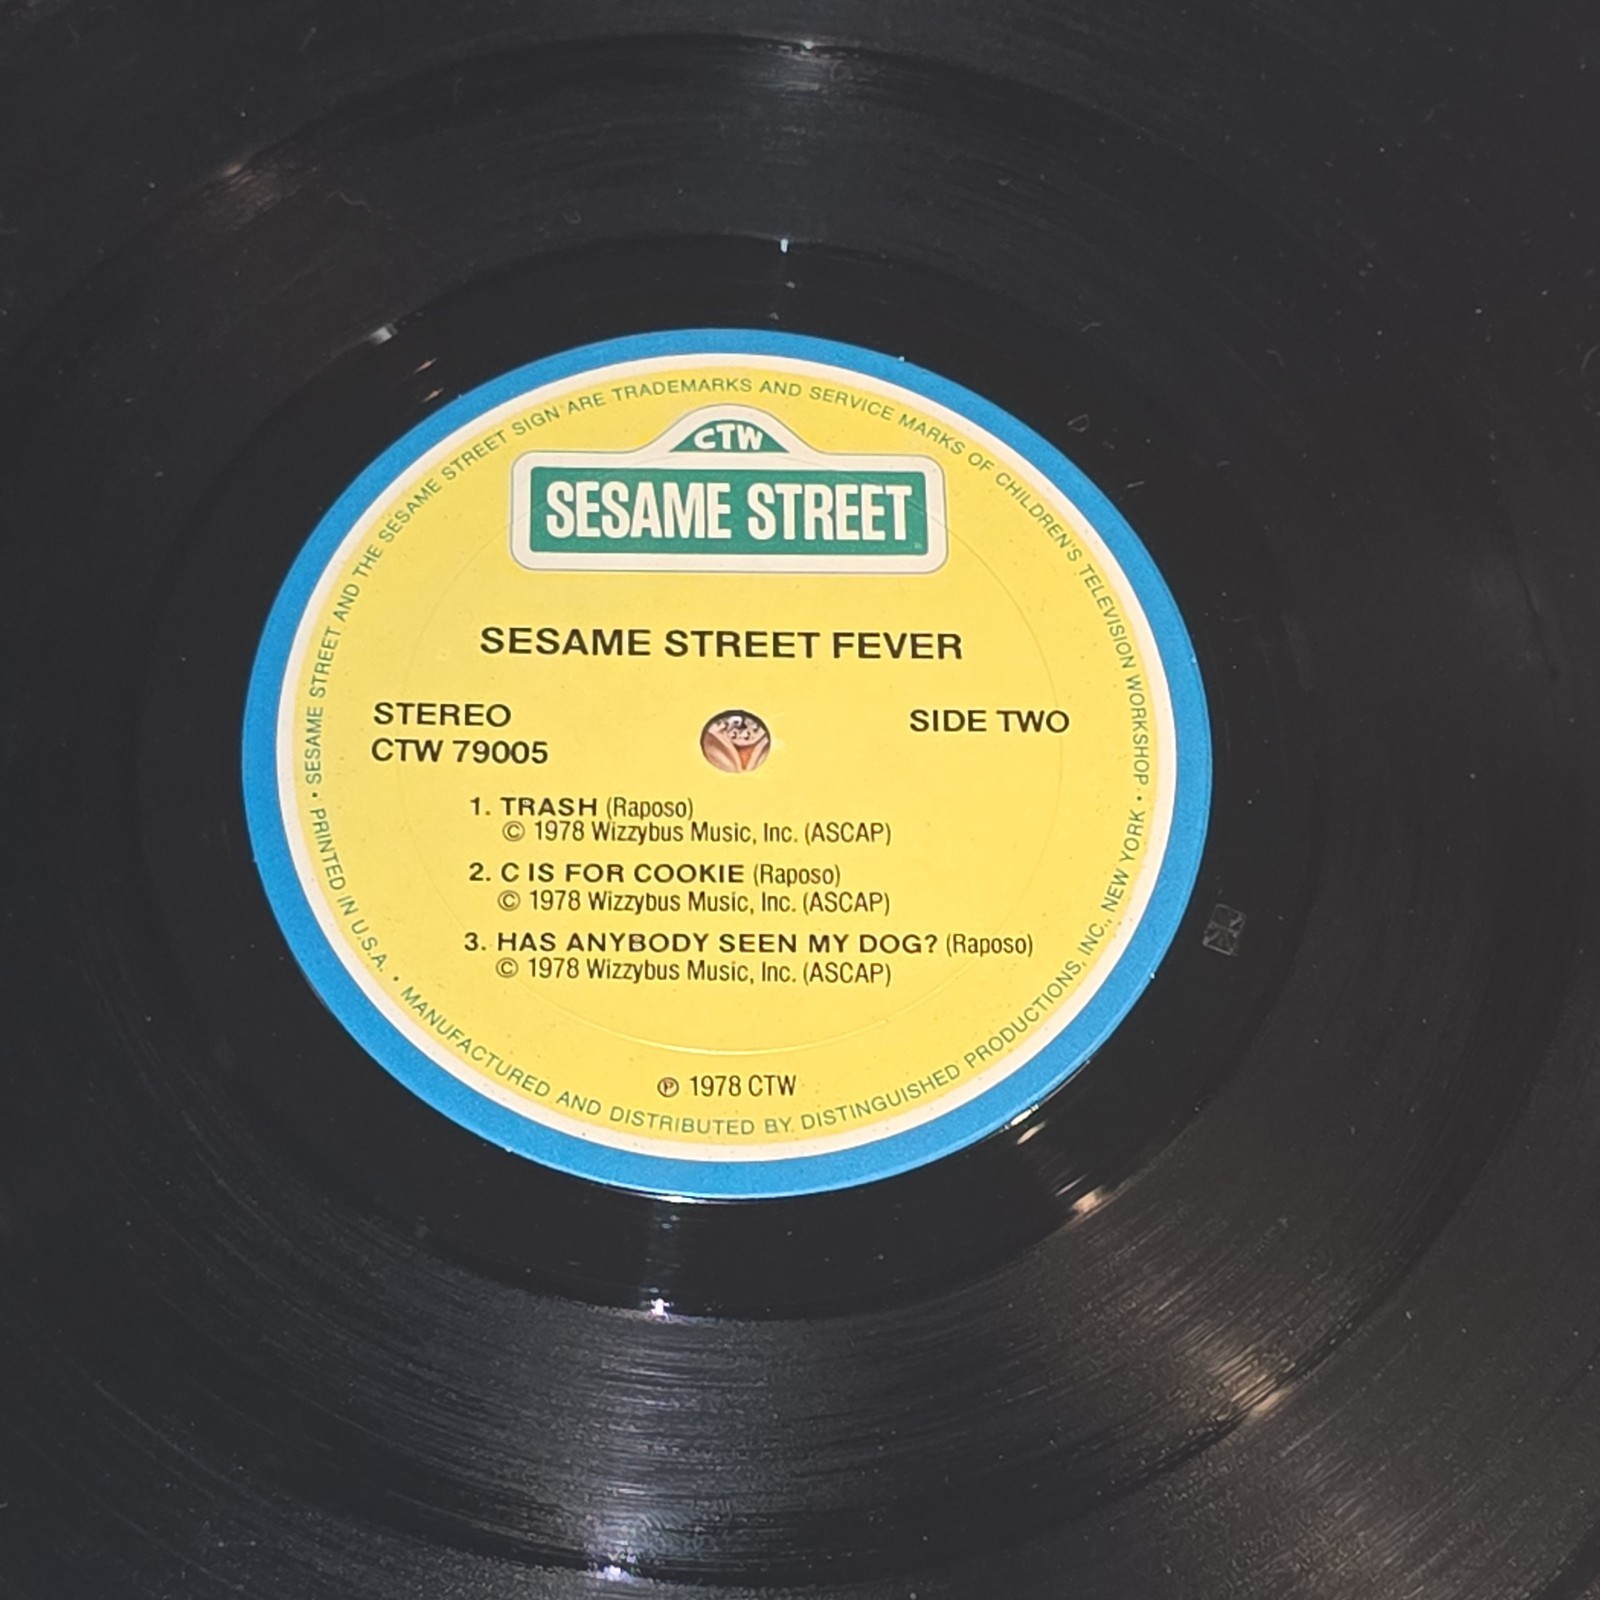 CTW
SESAME STREET
SESAME STREET FEVER
STEREO
CTW 79005
SIDE TWO
1. TRASH (Raposo)
© 1978 Wizzybus Music, Inc. (ASCAP)
2. C IS FOR COOKIE (Raposo)
© 1978 Wizzybus Music, Inc. (ASCAP)
3. HAS ANYBODY SEEN MY DOG? (Raposo)
© 1978 Wizzybus Music, Inc. (ASCAP)
℗ 1978 CTW
• SESAME STREET AND THE SESAME STREET SIGN ARE TRADEMARKS AND SERVICE MARKS OF CHILDREN'S TELEVISION WORKSHOP •
PRINTED IN U.S.A. • MANUFACTURED AND DISTRIBUTED BY DISTINGUISHED PRODUCTIONS, INC., NEW YORK